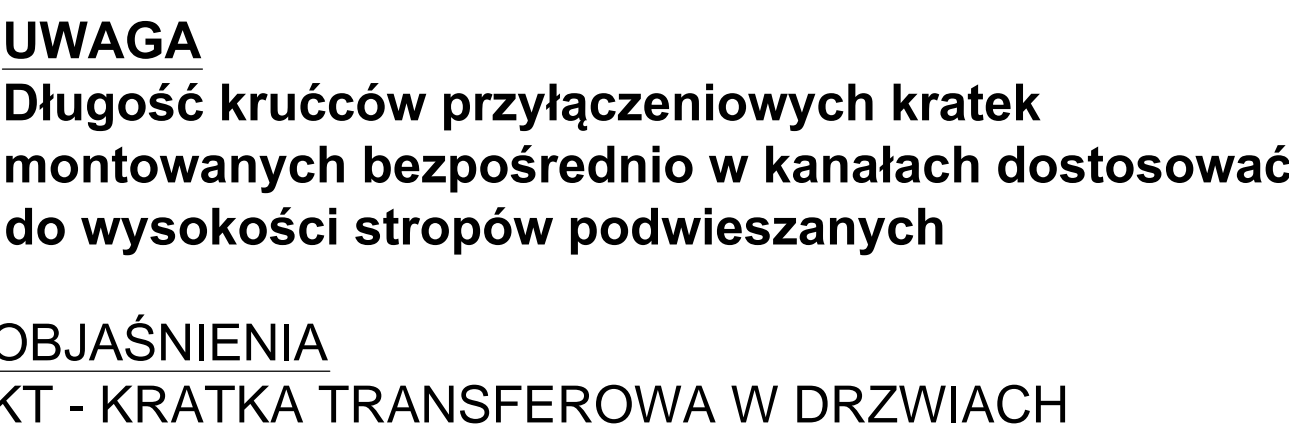 UWAGA
Długość krućców przyłączeniowych kratek
montowanych bezpośrednio w kanałach dostosować
do wysokości stropów podwieszanych
OBJAŚNIENIA
KT - KRATKA TRANSFEROWA W DRZWIACH